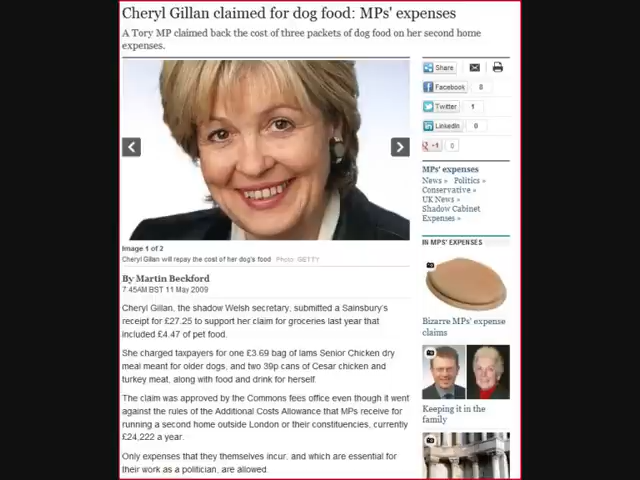 Cheryl Gillan claimed for dog food: MPs' expenses
A Tory MP claimed back the cost of three packets of dog food on her second home
expenses.
Image 1 of 2
Cheryl Gillan will repay the cost of her dog's food Photo: GETTY
By Martin Beckford
7:45AM BST 11 May 2009
Cheryl Gillan, the shadow Welsh secretary, submitted a Sainsbury's
receipt for £27.25 to support her claim for groceries last year that
included £4.47 of pet food.
She charged taxpayers for one £3.69 bag of Iams Senior Chicken dry
meal meant for older dogs, and two 39p cans of Cesar chicken and
turkey meat, along with food and drink for herself.
The claim was approved by the Commons fees office even though it went
against the rules of the Additional Costs Allowance that MPs receive for
running a second home outside London or their constituencies, currently
£24,222 a year.
Only expenses that they themselves incur, and which are essential for
their work as a politician, are allowed.
Share
Facebook 8
Twitter 1
LinkedIn 0
+1 0
MPs' expenses
News » Politics »
Conservative »
UK News »
Shadow Cabinet
Expenses »
IN MPS' EXPENSES
Bizarre MPs' expense
claims
Keeping it in the
family